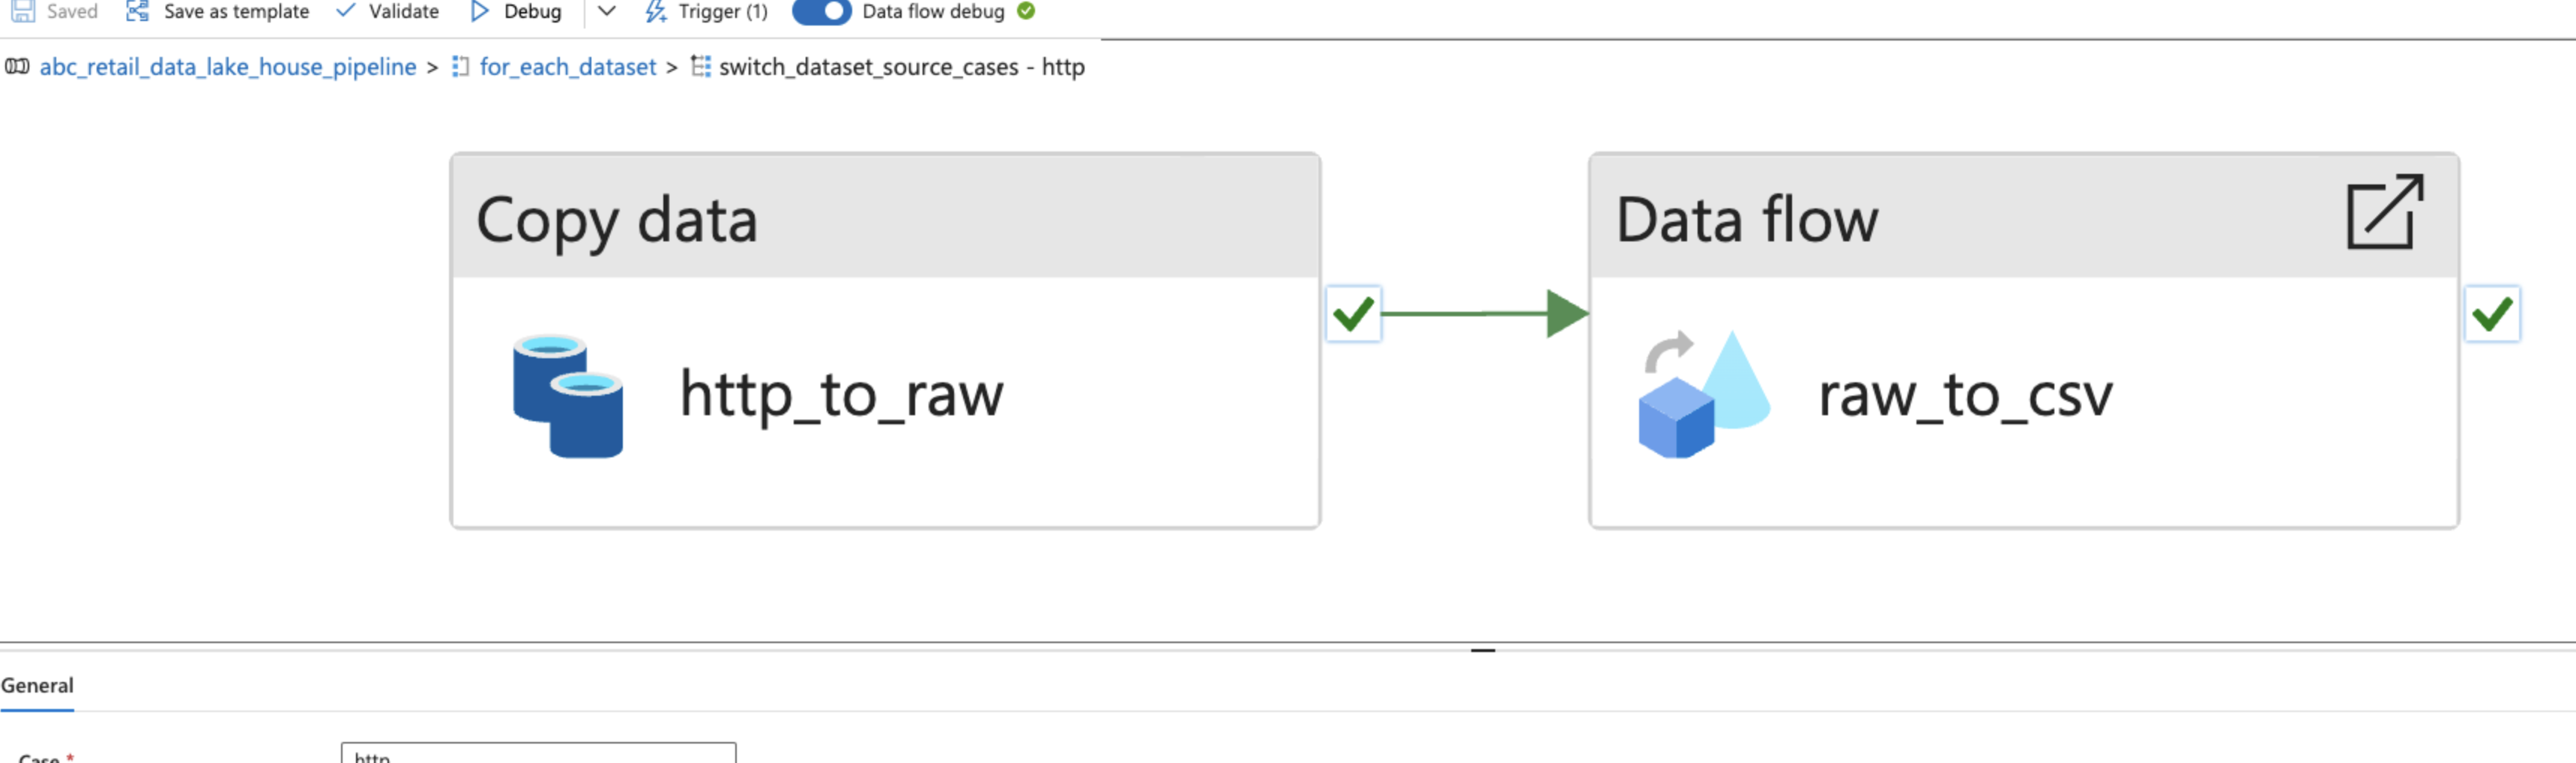 Saved Save as template Validate Debug Trigger (1) Data flow debug
abc_retail_data_lake_house_pipeline > for_each_dataset > switch_dataset_source_cases - http
Copy data
http_to_raw
Data flow
raw_to_csv
General
Case * http